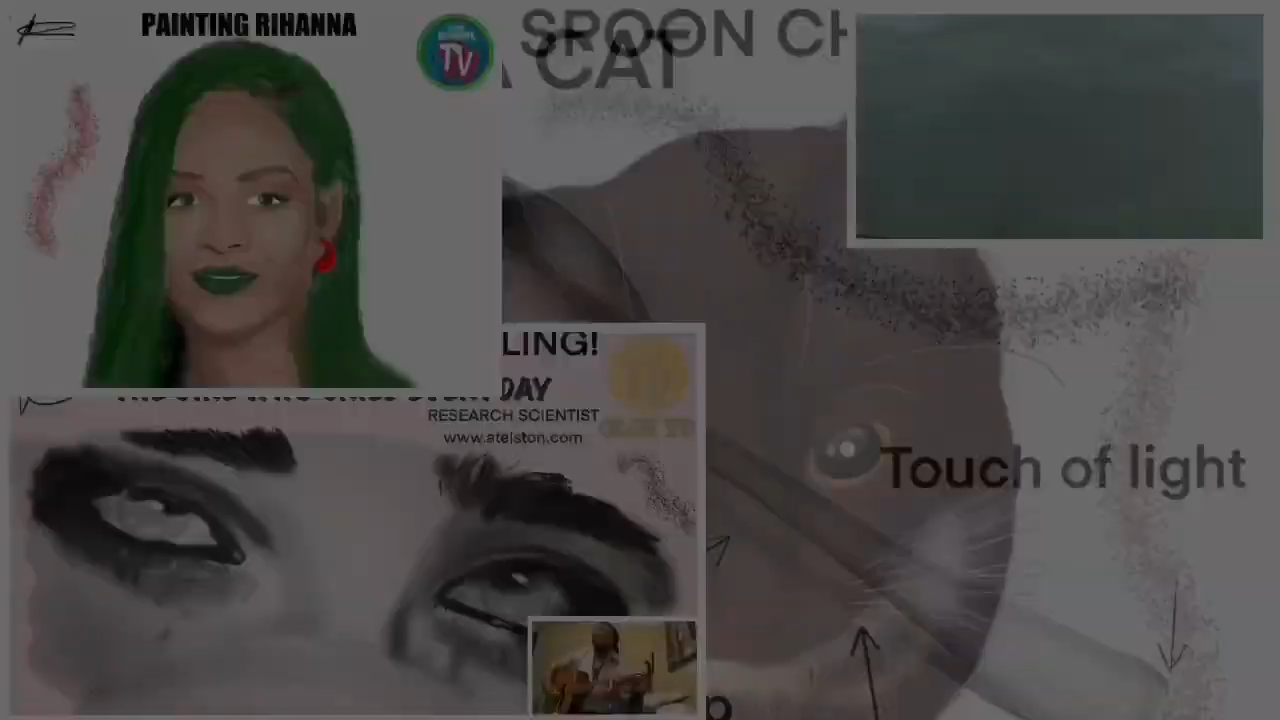 PAINTING RIHANNA
TV
SPOON CH
A CAT
LING!
DAY
RESEARCH SCIENTIST
www.atelston.com
Touch of light
p